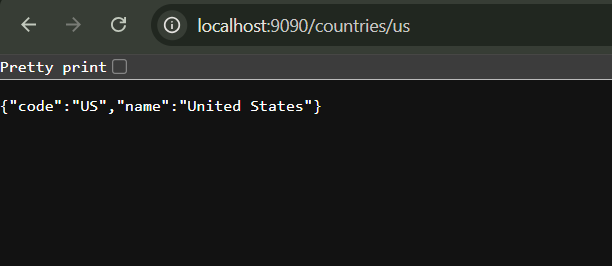 localhost:9090/countries/us
Pretty print
{"code":"US","name":"United States"}